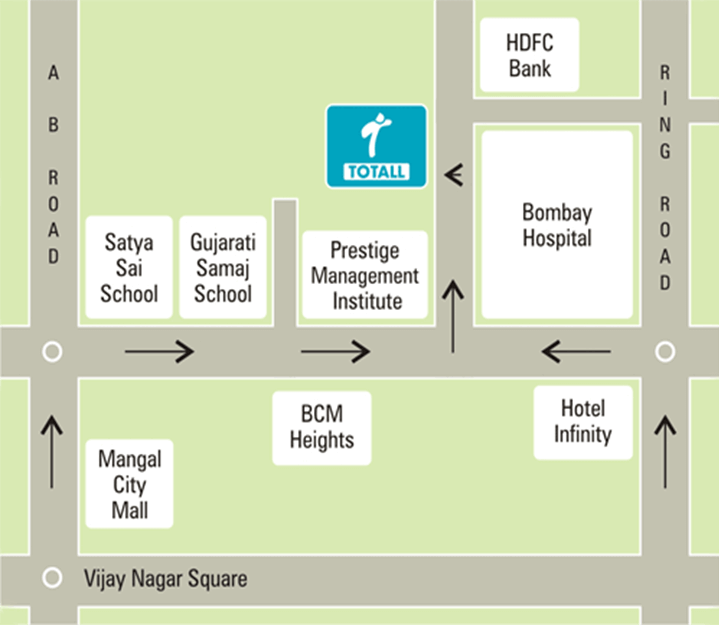 HDFC
Bank
A B ROAD
RING ROAD
TOTALL
Satya
Sai
School
Gujarati
Samaj
School
Prestige
Management
Institute
Bombay
Hospital
BCM
Heights
Hotel
Infinity
Mangal
City
Mall
Vijay Nagar Square